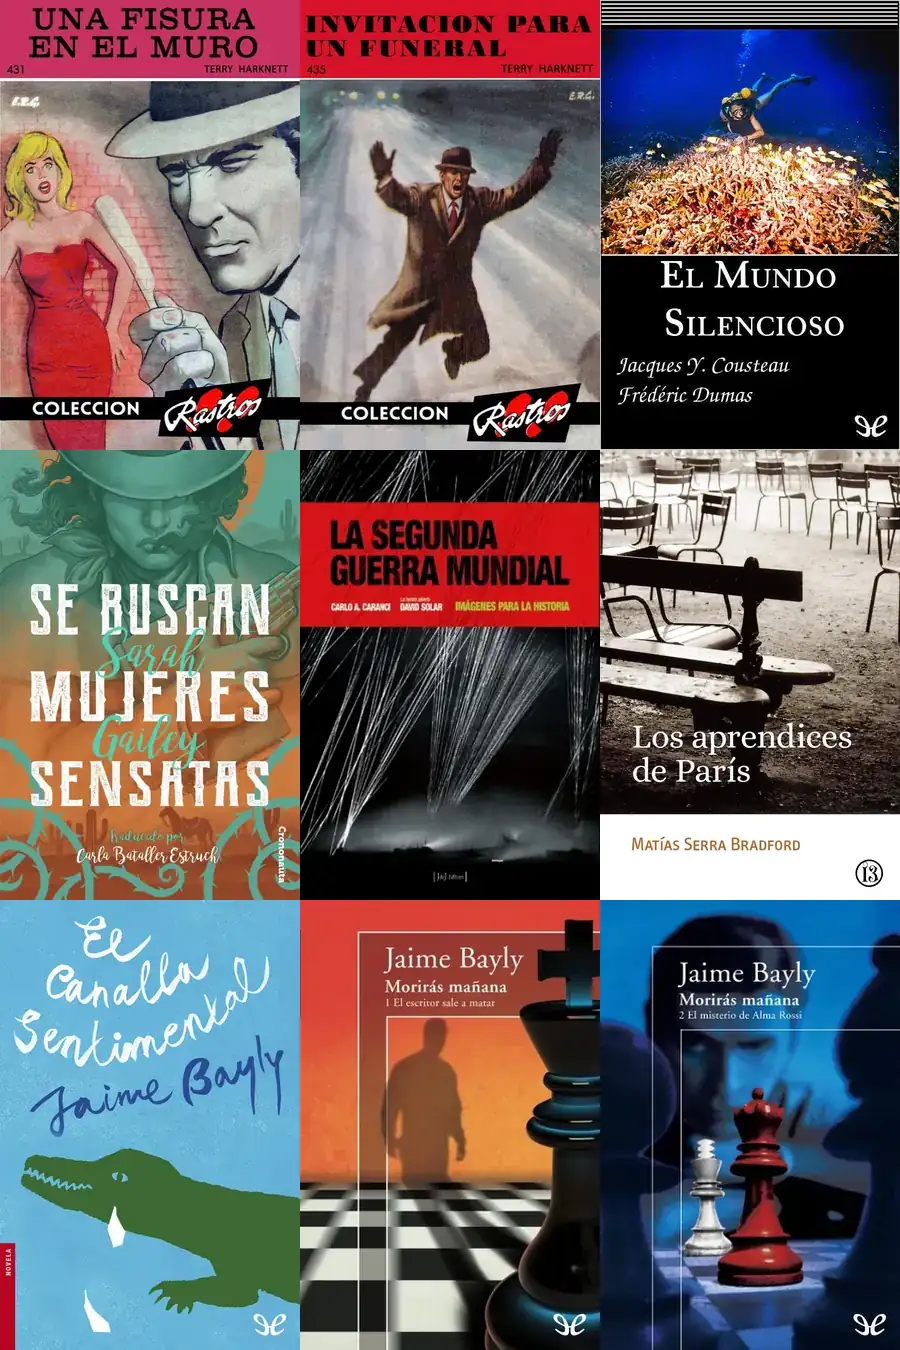 UNA FISURA
EN EL MURO
431
TERRY HARKNETT
E.R.G.
COLECCION
Rastros
INVITACION PARA
UN FUNERAL
435
TERRY HARKNETT
E.R.G.
COLECCION
Rastros
EL MUNDO
SILENCIOSO
Jacques Y. Cousteau
Frédéric Dumas
SE BUSCAN
Sarah
MUJERES
Gailey
SENSATAS
Traducido por
Carla Bataller Estruch
Crononauta
LA SEGUNDA
GUERRA MUNDIAL
CARLO A. CARANCI
DAVID SOLAR
IMÁGENES PARA LA HISTORIA
Los aprendices
de París
MATÍAS SERRA BRADFORD
13
El
Canalla
Sentimental
Jaime Bayly
NOVELA
Jaime Bayly
Morirás mañana
1 El escritor sale a matar
Jaime Bayly
Morirás mañana
2 El misterio de Alma Rossi